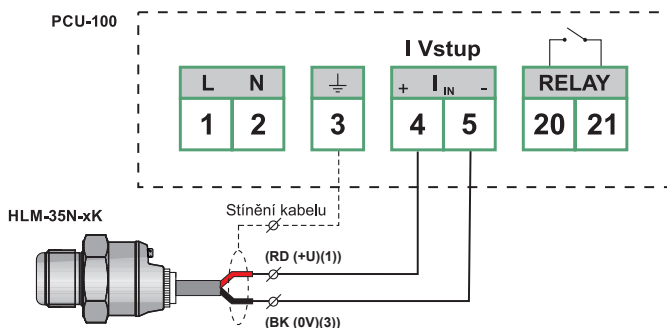 PCU-100
I Vstup
L N
+ I IN -
RELAY
1 2 3 4 5 20 21
Stínění kabelu
HLM-35N-xK
(RD (+U)(1))
(BK (0V)(3))